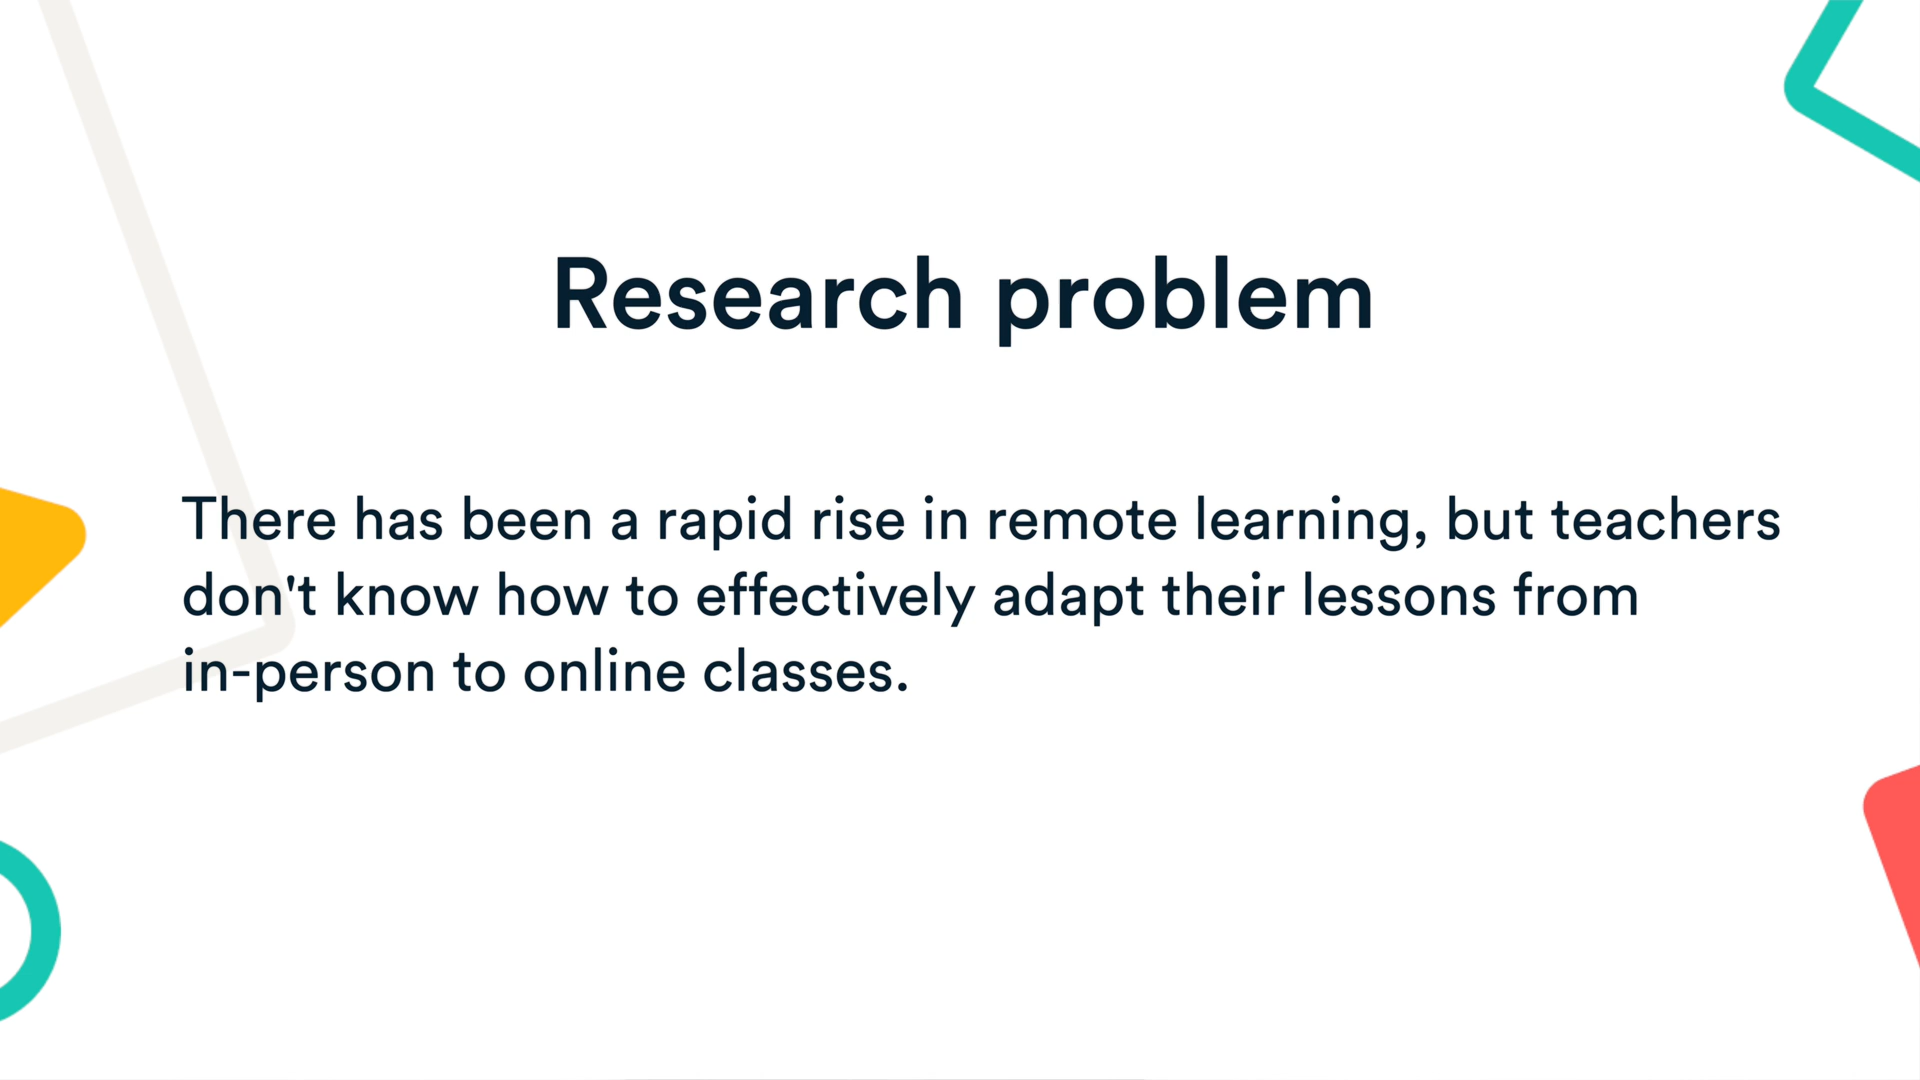 Research problem
There has been a rapid rise in remote learning, but teachers
don't know how to effectively adapt their lessons from
in-person to online classes.